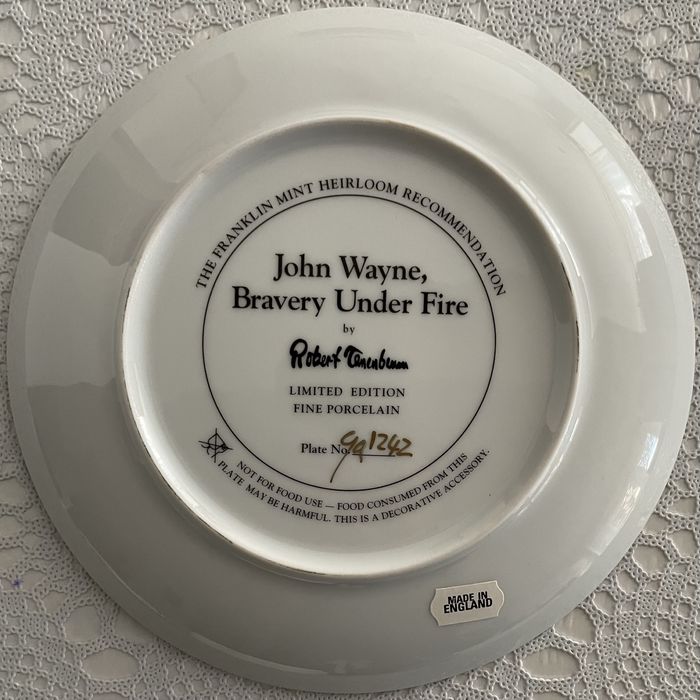 THE FRANKLIN MINT HEIRLOOM RECOMMENDATION
John Wayne,
Bravery Under Fire
by
Robert Tanenbaum
LIMITED EDITION
FINE PORCELAIN
Plate No. 9a1242
NOT FOR FOOD USE — FOOD CONSUMED FROM THIS
PLATE MAY BE HARMFUL. THIS IS A DECORATIVE ACCESSORY.
MADE IN
ENGLAND